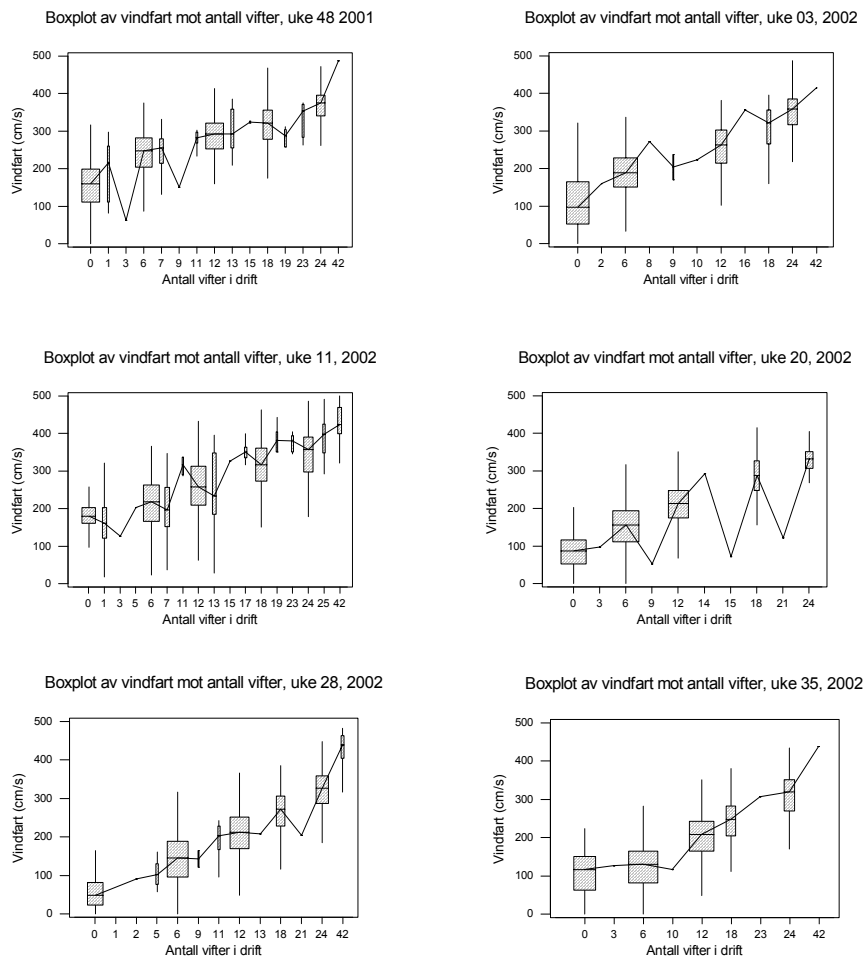 Boxplot av vindfart mot antall vifter, uke 48 2001
500
400
300
200
100
0
Vindfart (cm/s)
0 1 3 6 7 9 11 12 13 15 18 19 23 24 42
Antall vifter i drift
Boxplot av vindfart mot antall vifter, uke 03, 2002
500
400
300
200
100
0
Vindfart (cm/s)
0 2 6 8 9 10 12 16 18 24 42
Antall vifter i drift
Boxplot av vindfart mot antall vifter, uke 11, 2002
500
400
300
200
100
0
Vindfart (cm/s)
0 1 3 5 6 7 11 12 13 15 17 18 19 23 24 25 42
Antall vifter i drift
Boxplot av vindfart mot antall vifter, uke 20, 2002
500
400
300
200
100
0
Vindfart (cm/s)
0 3 6 9 12 14 15 18 21 24
Antall vifter i drift
Boxplot av vindfart mot antall vifter, uke 28, 2002
500
400
300
200
100
0
Vindfart (cm/s)
0 1 2 5 6 9 11 12 13 18 21 24 42
Antall vifter i drift
Boxplot av vindfart mot antall vifter, uke 35, 2002
500
400
300
200
100
0
Vindfart (cm/s)
0 3 6 10 12 18 23 24 42
Antall vifter i drift